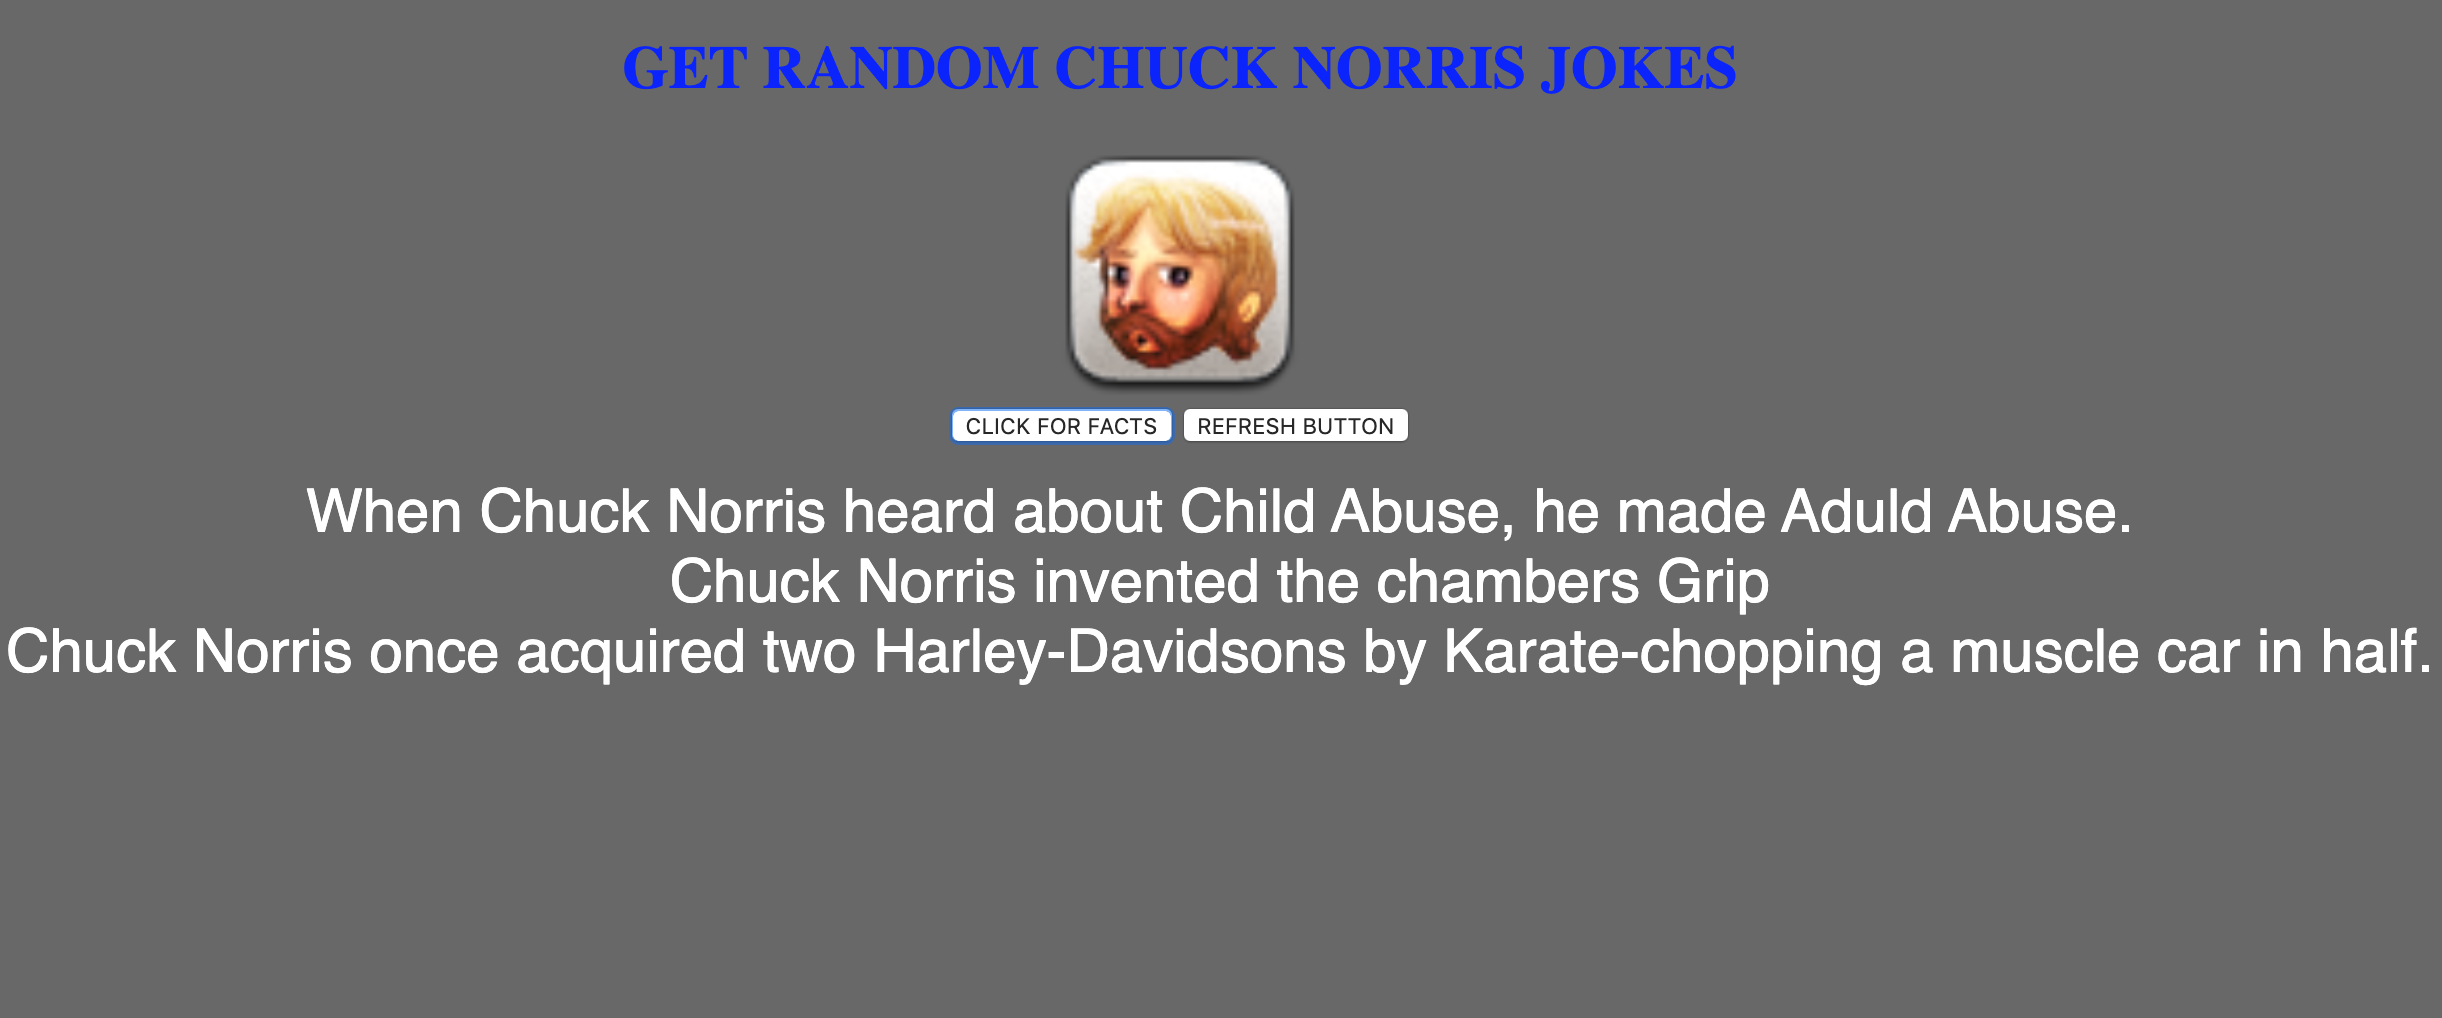 GET RANDOM CHUCK NORRIS JOKES
CLICK FOR FACTS REFRESH BUTTON
When Chuck Norris heard about Child Abuse, he made Aduld Abuse.
Chuck Norris invented the chambers Grip
Chuck Norris once acquired two Harley-Davidsons by Karate-chopping a muscle car in half.